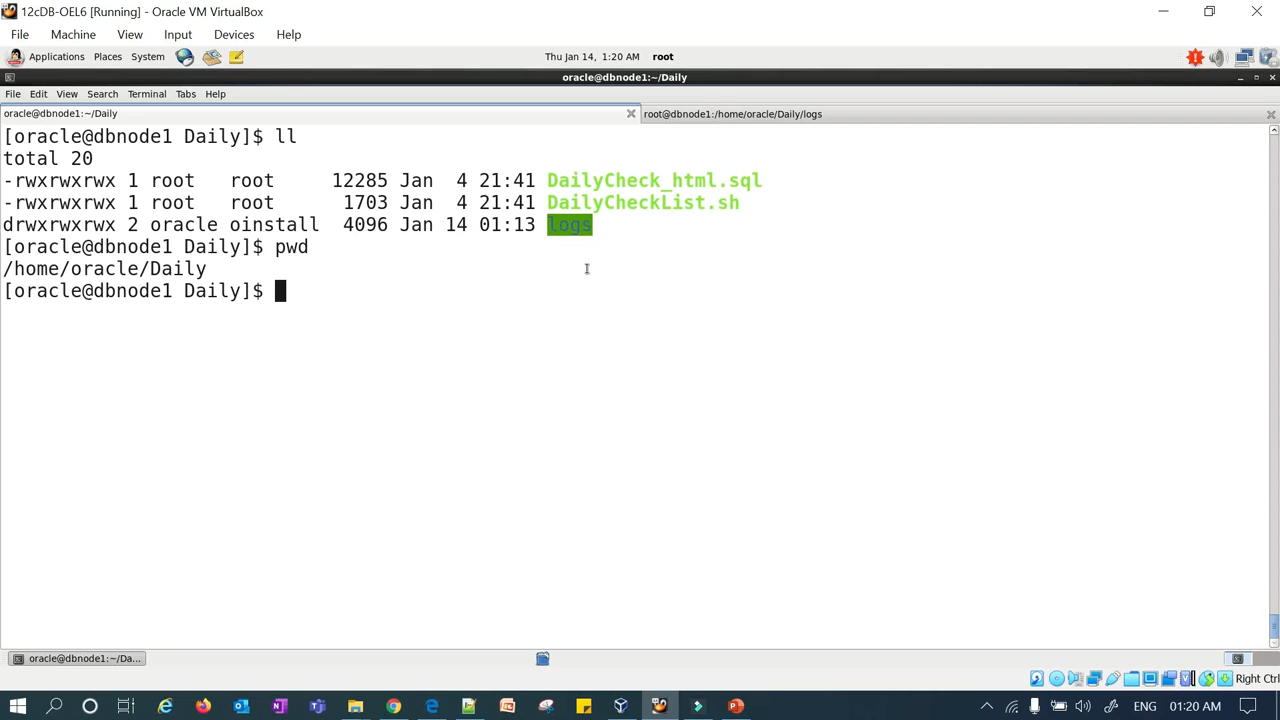 12cDB-OEL6 [Running] - Oracle VM VirtualBox
File Machine View Input Devices Help
Applications Places System Thu Jan 14, 1:20 AM root
oracle@dbnode1:~/Daily
File Edit View Search Terminal Tabs Help
oracle@dbnode1:~/Daily root@dbnode1:/home/oracle/Daily/logs
[oracle@dbnode1 Daily]$ ll
total 20
-rwxrwxrwx 1 root root 12285 Jan 4 21:41 DailyCheck_html.sql
-rwxrwxrwx 1 root root 1703 Jan 4 21:41 DailyCheckList.sh
drwxrwxrwx 2 oracle oinstall 4096 Jan 14 01:13 logs
[oracle@dbnode1 Daily]$ pwd
/home/oracle/Daily
[oracle@dbnode1 Daily]$
oracle@dbnode1:~/Da...
Right Ctrl
ENG 01:20 AM